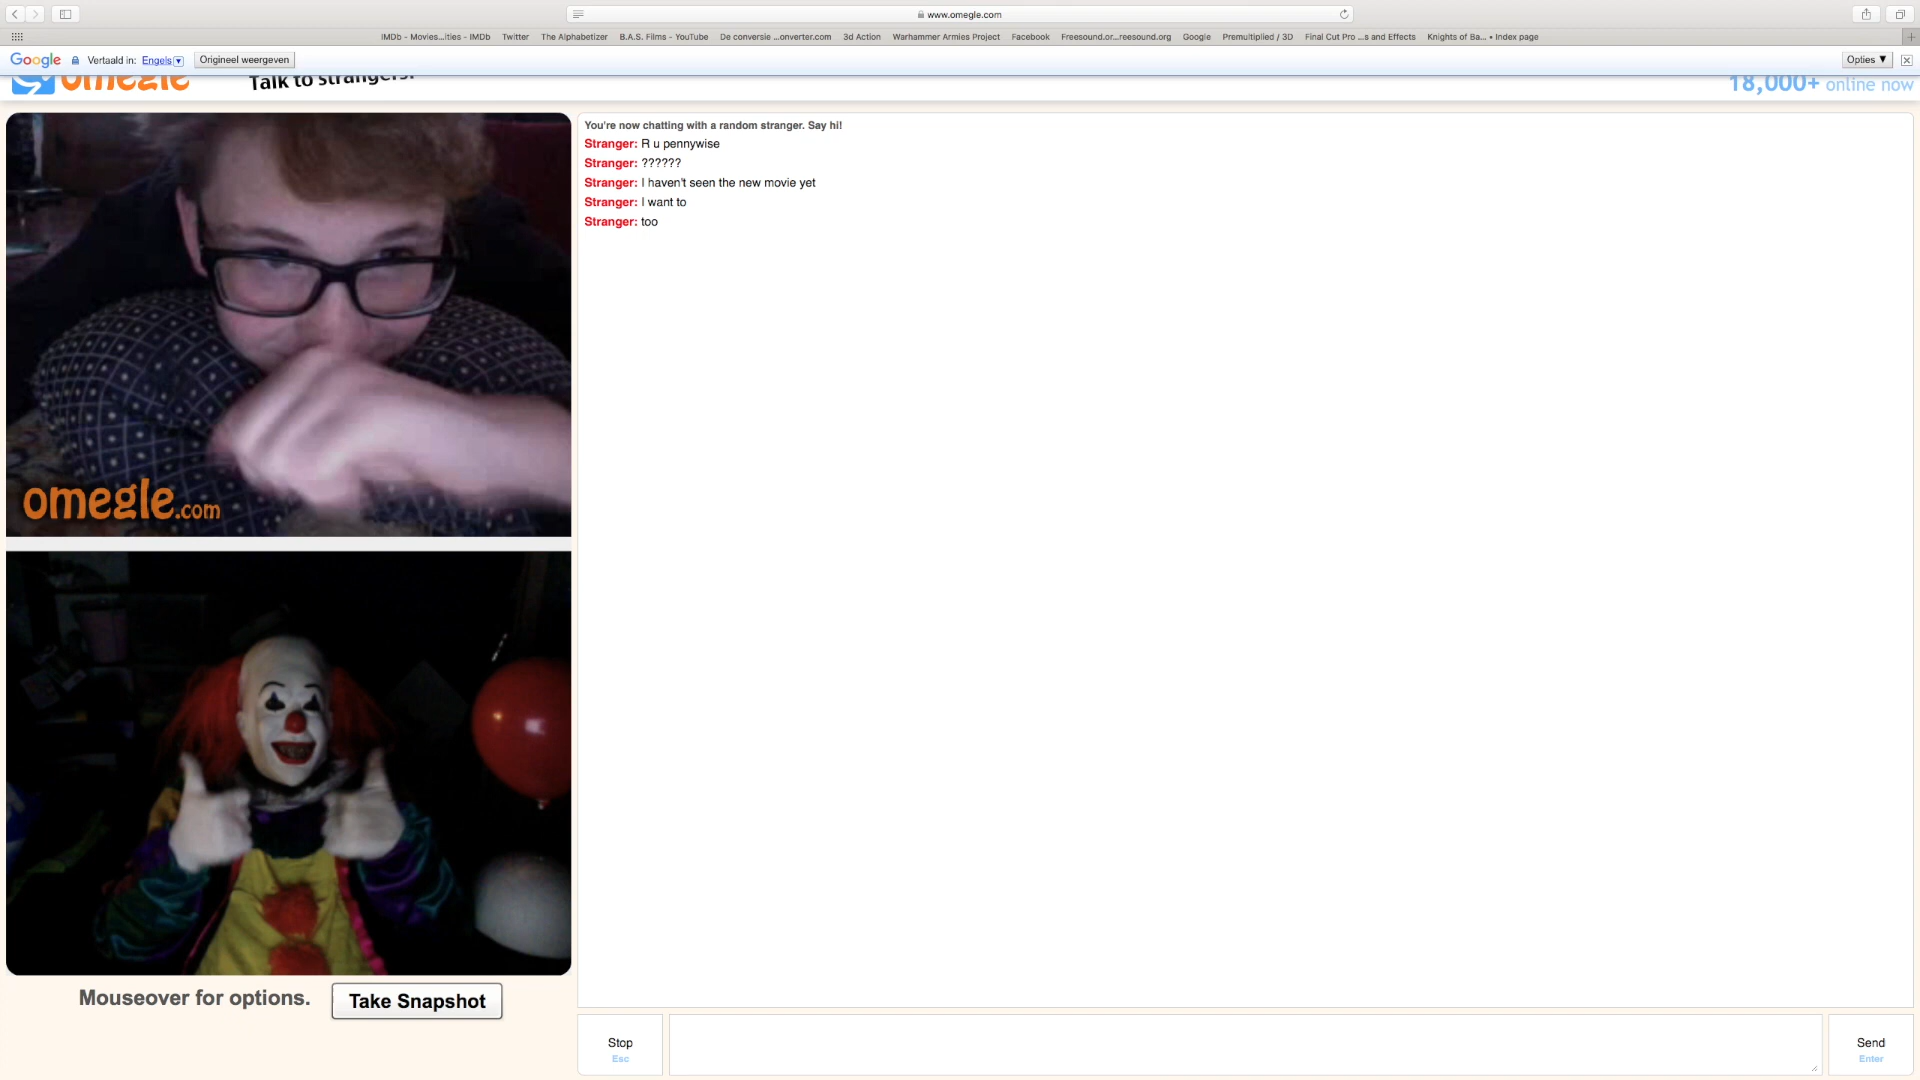 www.omegle.com
IMDb - Movies...ities - IMDb Twitter The Alphabetizer B.A.S. Films - YouTube De conversie ...onverter.com 3d Action Warhammer Armies Project Facebook Freesound.or...reesound.org Google Premultiplied / 3D Final Cut Pro ...s and Effects Knights of Ba... • Index page
Google Vertaald in: Engels▼ Origineel weergeven Opties ▼
omegle Talk to strangers! 18,000+ online now
You're now chatting with a random stranger. Say hi!
Stranger: R u pennywise
Stranger: ??????
Stranger: I haven't seen the new movie yet
Stranger: I want to
Stranger: too
omegle.com
Mouseover for options. Take Snapshot
Stop
Esc
Send
Enter